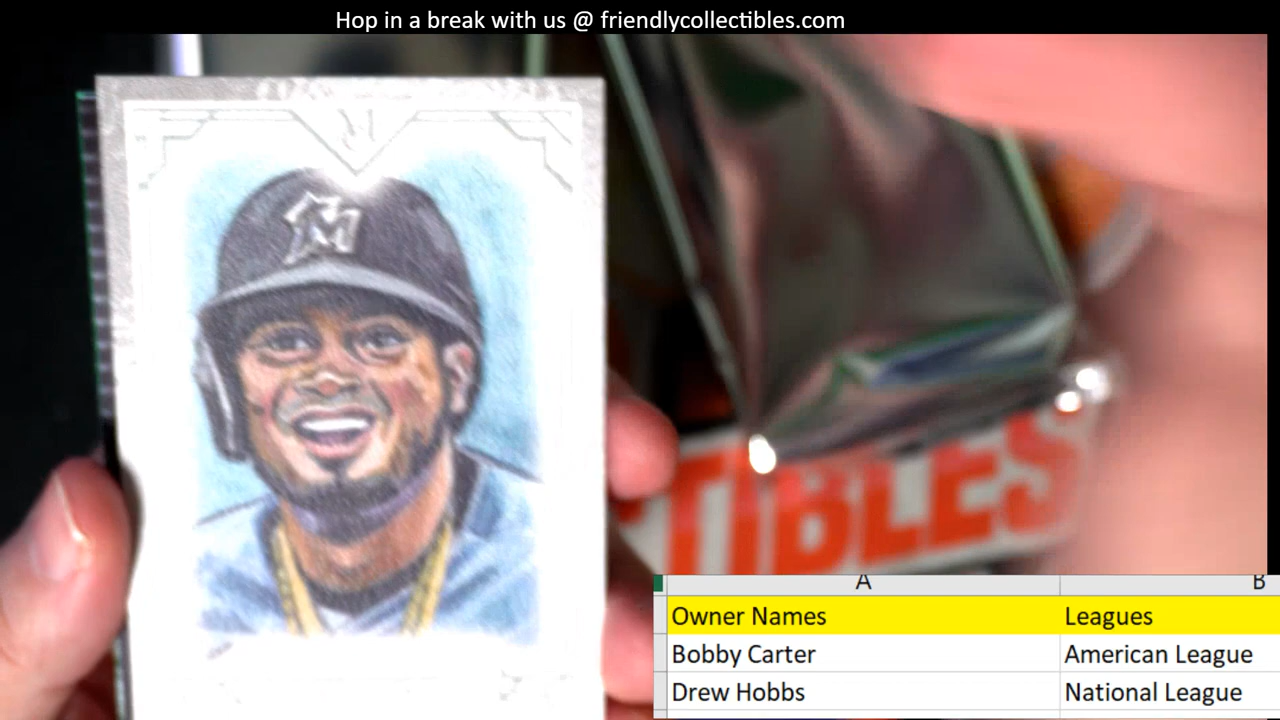 Hop in a break with us @ friendlycollectibles.com
M
TIBLES
A
B
Owner Names
Leagues
Bobby Carter
American League
Drew Hobbs
National League